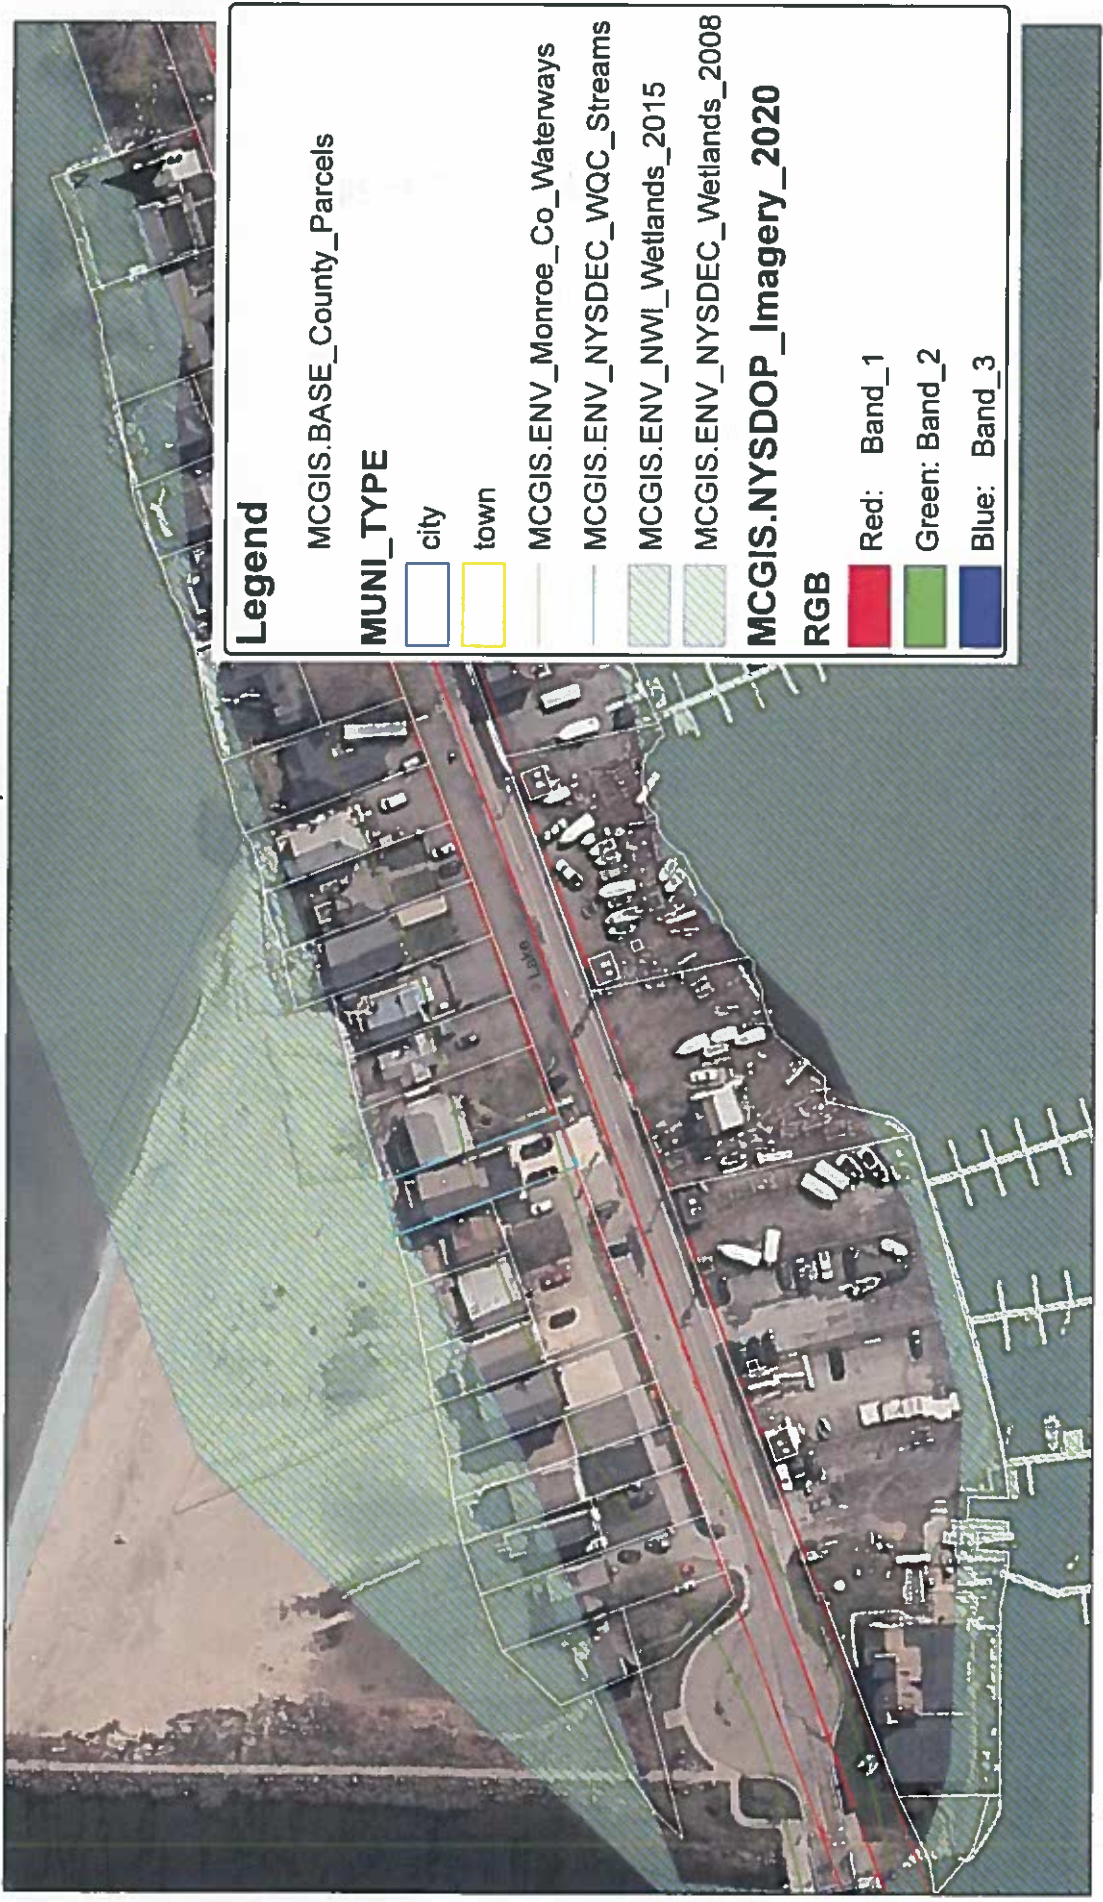 Legend
MCGIS.BASE_County_Parcels
MUNI_TYPE
city
town
MCGIS.ENV_Monroe_Co_Waterways
MCGIS.ENV_NYSDEC_WQC_Streams
MCGIS.ENV_NWI_Wetlands_2015
MCGIS.ENV_NYSDEC_Wetlands_2008
MCGIS.NYSDOP_Imagery_2020
RGB
Red: Band_1
Green: Band_2
Blue: Band_3
Lake